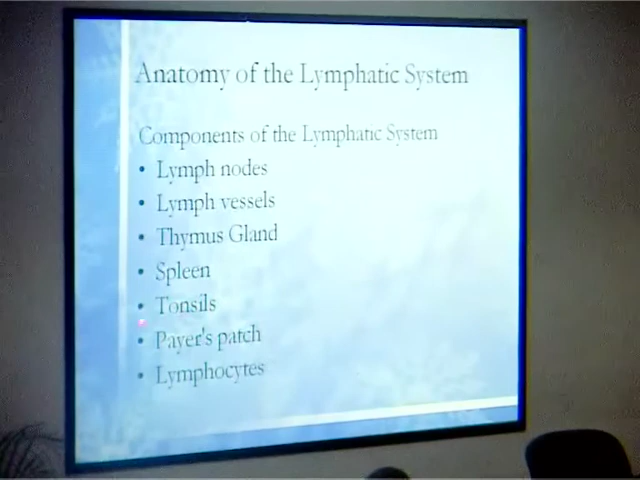 Anatomy of the Lymphatic System
Components of the Lymphatic System
• Lymph nodes
• Lymph vessels
• Thymus Gland
• Spleen
• Tonsils
• Payer's patch
• Lymphocytes